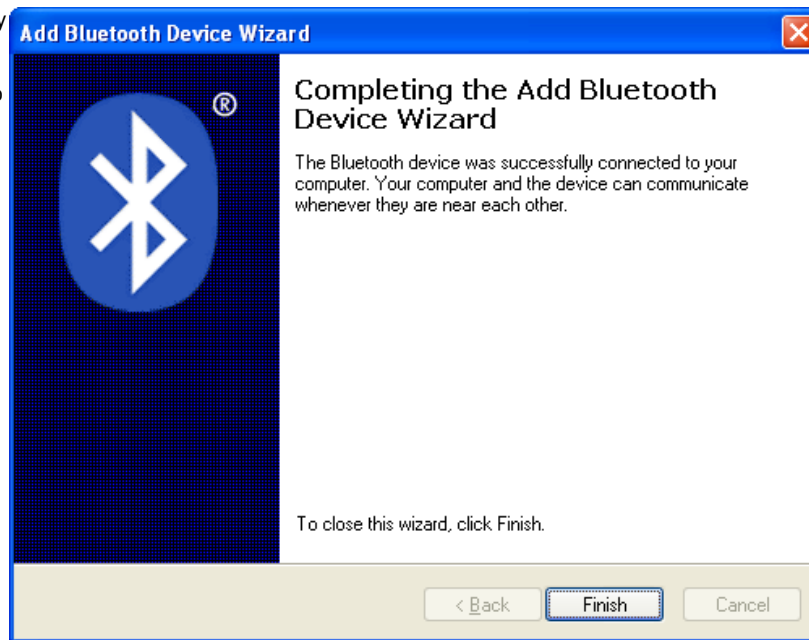 y
Add Bluetooth Device Wizard
®
Completing the Add Bluetooth
Device Wizard
The Bluetooth device was successfully connected to your
computer. Your computer and the device can communicate
whenever they are near each other.
To close this wizard, click Finish.
< Back Finish Cancel